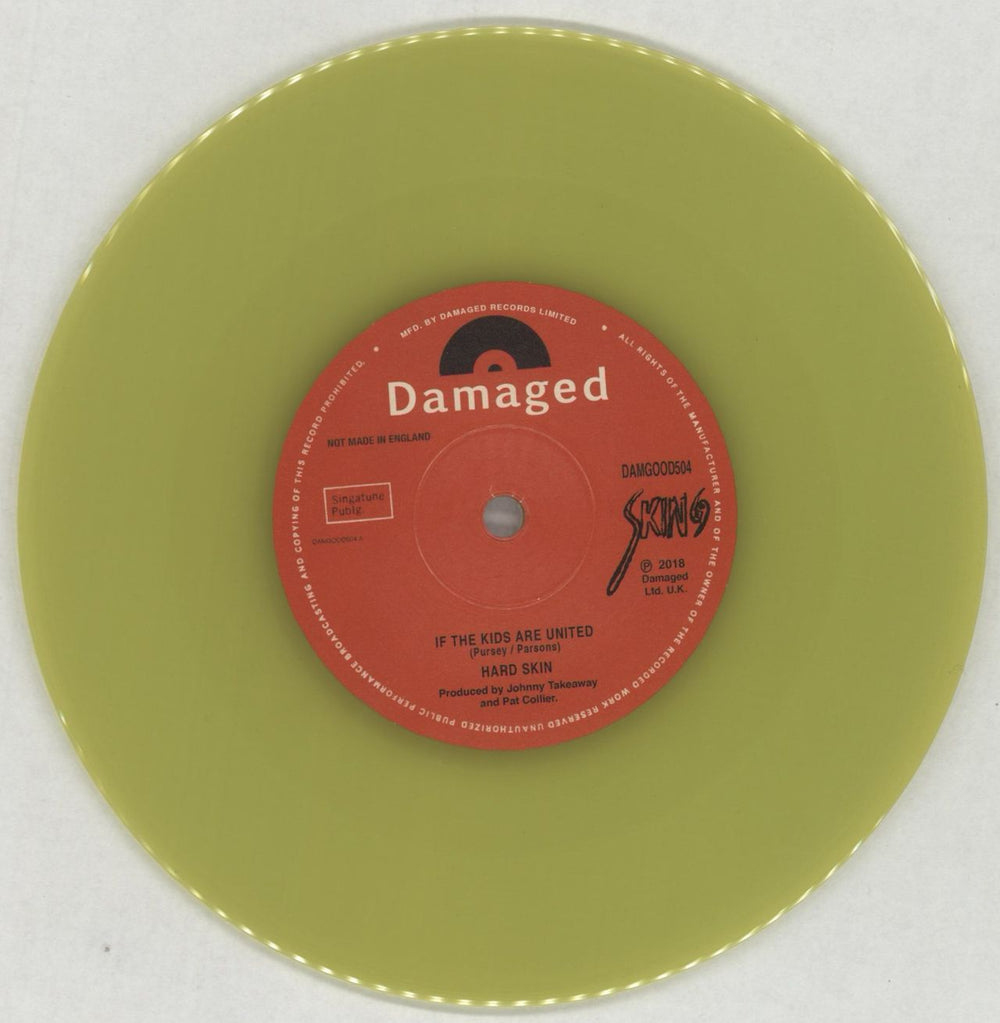 MFD. BY DAMAGED RECORDS LIMITED • ALL RIGHTS OF THE MANUFACTURER AND OF THE OWNER OF THE RECORDED WORK RESERVED UNAUTHORIZED PUBLIC PERFORMANCE BROADCASTING AND COPYING OF THIS RECORD PROHIBITED. •
Damaged
NOT MADE IN ENGLAND
DAMGOOD504
Singatune
Publg.
DAMGOOD504 A
SKIN
℗ 2018
Damaged
Ltd. U.K.
IF THE KIDS ARE UNITED
(Pursey / Parsons)
HARD SKIN
Produced by Johnny Takeaway
and Pat Collier.